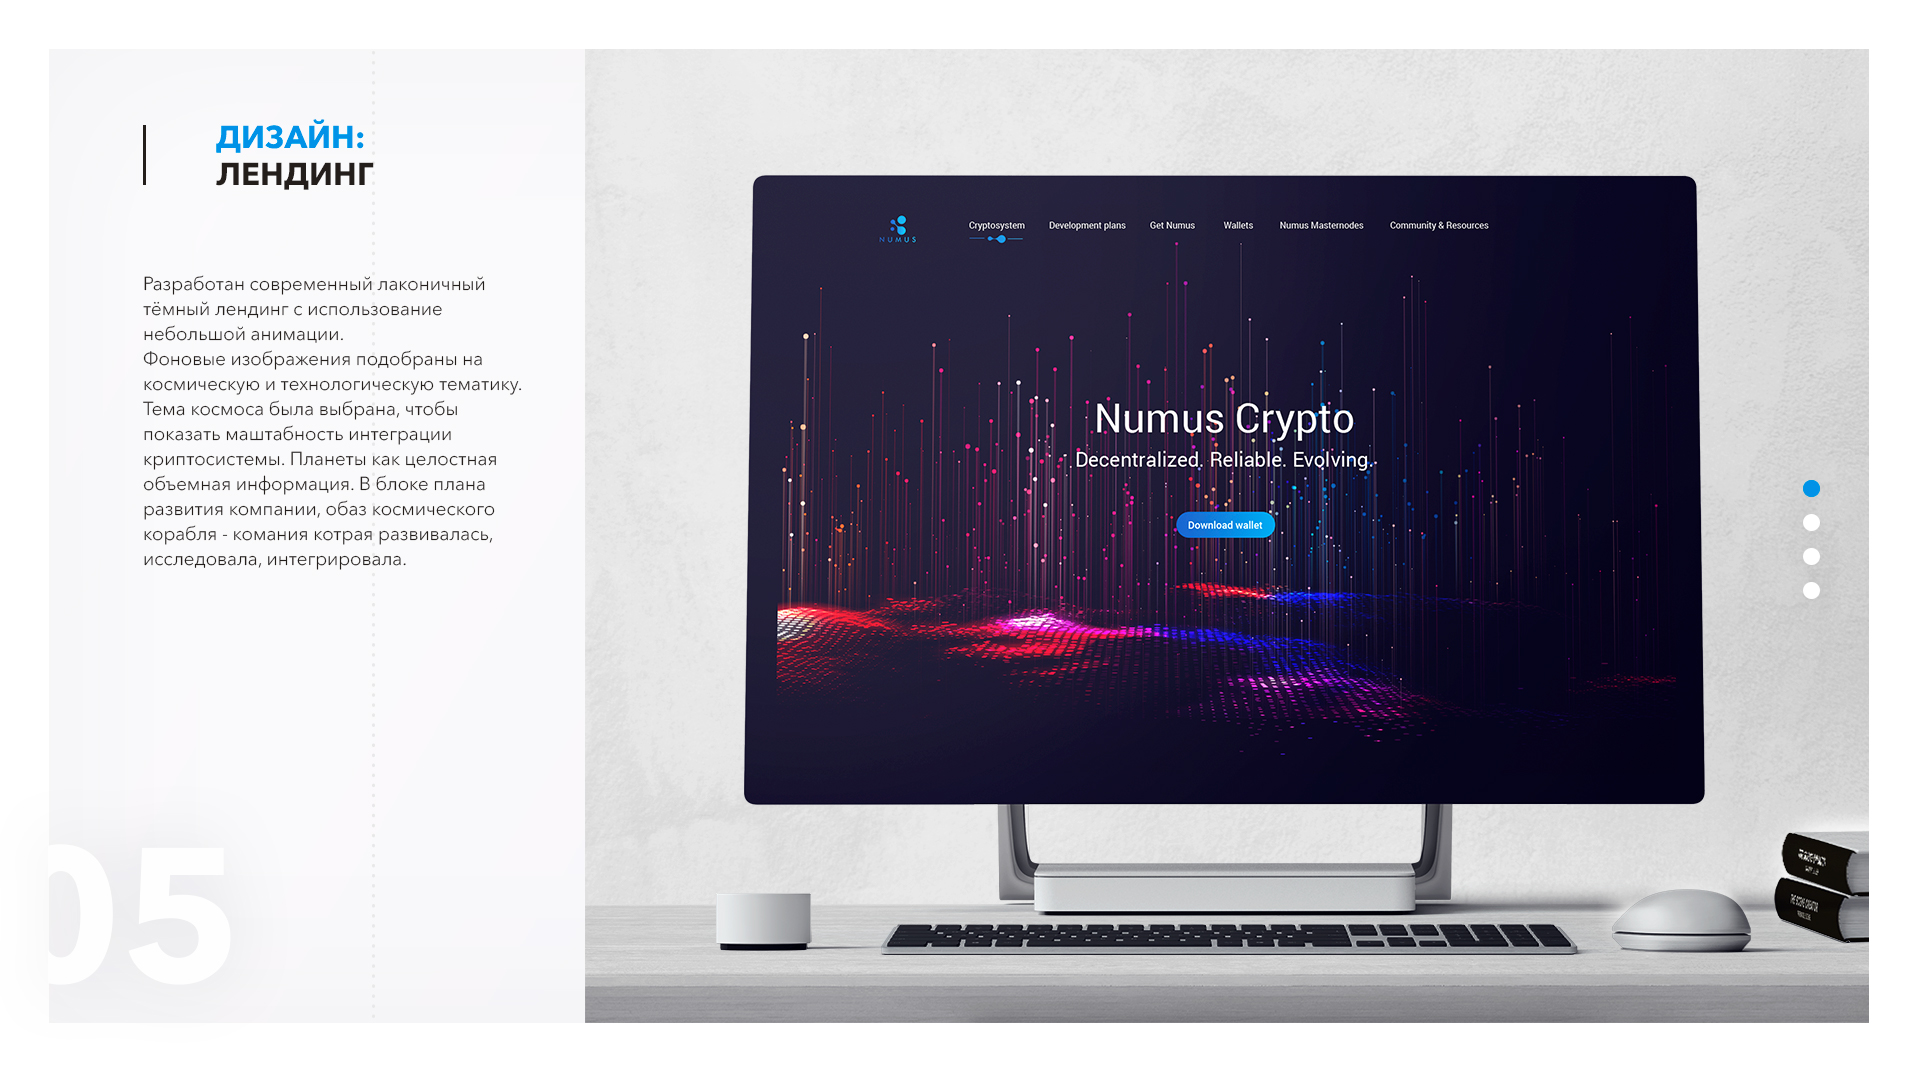 ДИЗАЙН:
ЛЕНДИНГ
Разработан современный лаконичный
тёмный лендинг с использование
небольшой анимации.
Фоновые изображения подобраны на
космическую и технологическую тематику.
Тема космоса была выбрана, чтобы
показать маштабность интеграции
криптосистемы. Планеты как целостная
объемная информация. В блоке плана
развития компании, обаз космического
корабля - комания котрая развивалась,
исследовала, интегрировала.
05
NUMUS
Cryptosystem Development plans Get Numus Wallets Numus Masternodes Community & Resources
Numus Crypto
Decentralized. Reliable. Evolving.
Download wallet